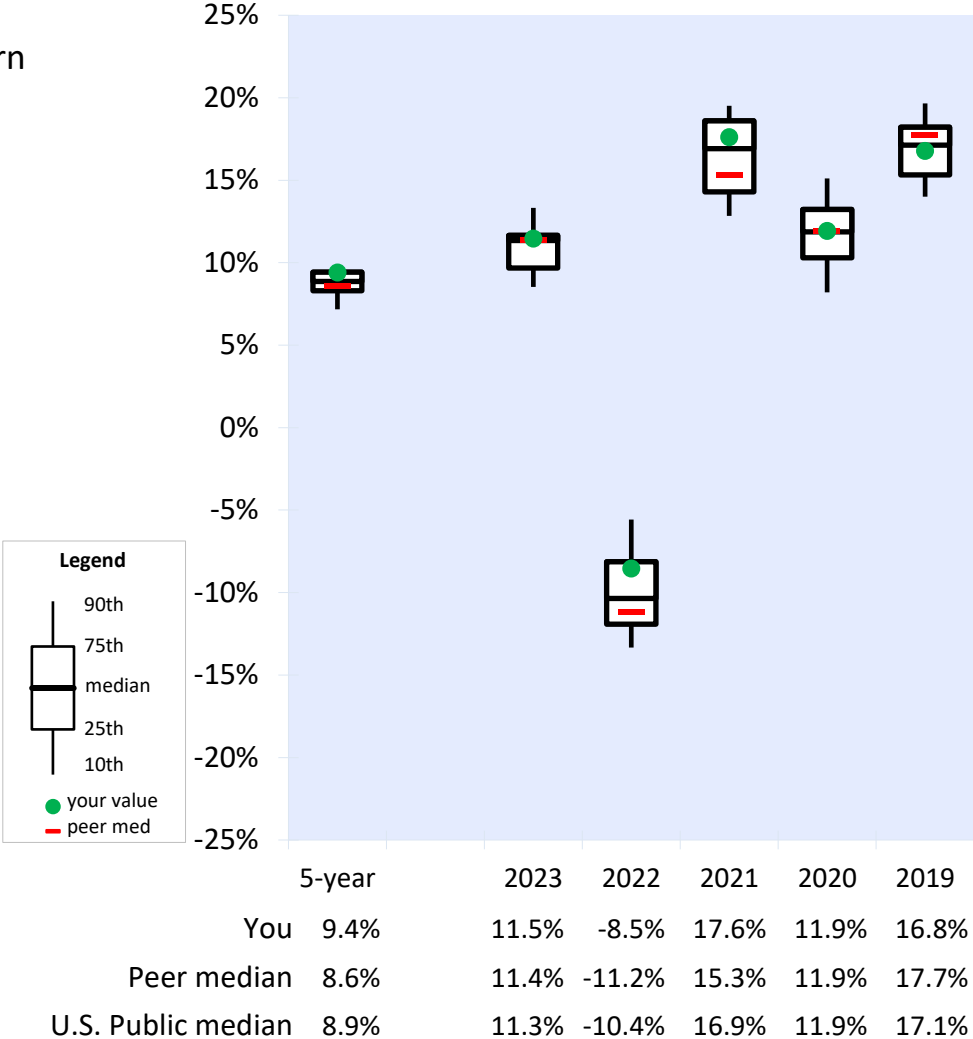 rn
25%
20%
15%
10%
5%
0%
-5%
-10%
-15%
-20%
-25%
Legend
90th
75th
median
25th
10th
your value
peer med
5-year 2023 2022 2021 2020 2019
You 9.4% 11.5% -8.5% 17.6% 11.9% 16.8%
Peer median 8.6% 11.4% -11.2% 15.3% 11.9% 17.7%
U.S. Public median 8.9% 11.3% -10.4% 16.9% 11.9% 17.1%